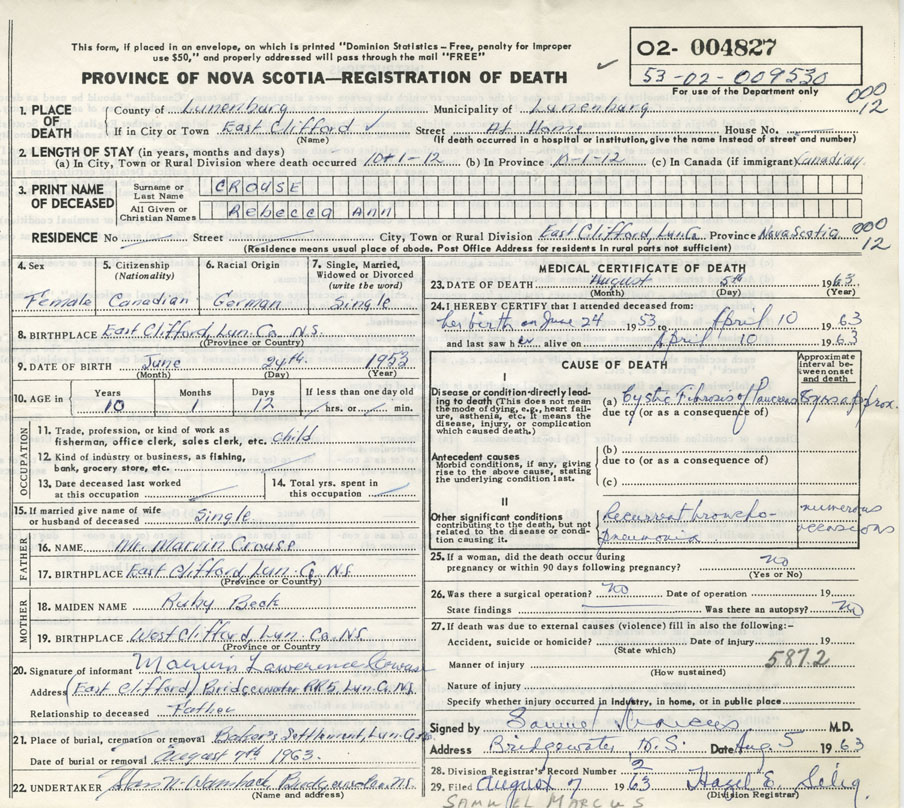 This form, if placed in an envelope, on which is printed "Dominion Statistics – Free, penalty for improper
use $50," and properly addressed will pass through the mail "FREE"
PROVINCE OF NOVA SCOTIA—REGISTRATION OF DEATH
02- 004827
53-02-009530
For use of the Department only
000
12
1. PLACE OF DEATH
County of Lunenburg Municipality of Lunenburg
If in City or Town East Clifford Street At Home House No.
(Name) (If death occurred in a hospital or institution, give the name instead of street and number)
2. LENGTH OF STAY (in years, months and days)
(a) In City, Town or Rural Division where death occurred 10-1-12 (b) In Province 10-1-12 (c) In Canada (if immigrant) Canadian
3. PRINT NAME OF DECEASED
Surname or Last Name CROUSE
All Given or Christian Names Rebecca Ann
RESIDENCE No Street City, Town or Rural Division East Clifford, Lun. Co. Province Nova Scotia
000
12
(Residence means usual place of abode. Post Office Address for residents in rural parts not sufficient)
4. Sex Female
5. Citizenship (Nationality) Canadian
6. Racial Origin German
7. Single, Married, Widowed or Divorced (write the word) Single
8. BIRTHPLACE East Clifford, Lun. Co. N.S.
(Province or Country)
9. DATE OF BIRTH June 24th. 1953
(Month) (Day) (Year)
10. AGE in Years 10 Months 1 Days 12 If less than one day old hrs. or min.
OCCUPATION
11. Trade, profession, or kind of work as
fisherman, office clerk, sales clerk, etc. Child
12. Kind of industry or business, as fishing,
bank, grocery store, etc.
13. Date deceased last worked
at this occupation
14. Total yrs. spent in
this occupation
15. If married give name of wife
or husband of deceased Single
FATHER
16. NAME Mr. Marvin Crouse
17. BIRTHPLACE East Clifford, Lun. Co. N.S.
(Province or Country)
MOTHER
18. MAIDEN NAME Ruby Beck
19. BIRTHPLACE West Clifford, Lun. Co. N.S.
(Province or Country
20. Signature of informant Marvin Lawerence Crouse
Address (East Clifford) Bridgewater RR5, Lun. Co. N.S.
Relationship to deceased Father
21. Place of burial, cremation or removal Baker's Settlement, Lun.
Date of burial or removal August 7th, 1963.
22. UNDERTAKER Wambach Bridgewater, N.S.
(Name and address)
MEDICAL CERTIFICATE OF DEATH
23. DATE OF DEATH August 5th 1963
(Month) (Day) (Year)
24. I HEREBY CERTIFY that I attended deceased from:
her birth on June 24 1953 to April 10 1963
and last saw her alive on April 10 1963
CAUSE OF DEATH
Approximate interval between onset and death
I
Disease or condition directly leading to death (This does not mean the mode of dying, e.g., heart failure, asthenia, etc. It means the disease, injury, or complication which caused death.)
(a) Cystic Fibrosis of Pancreas 8 yrs approx.
due to (or as a consequence of)
Antecedent causes
Morbid conditions, if any, giving rise to the above cause, stating the underlying condition last.
(b)
due to (or as a consequence of)
(c)
II
Other significant conditions contributing to the death, but not related to the disease or condition causing it.
Recurrent broncho-
pneumonia
numerous
occasions
25. If a woman, did the death occur during
pregnancy or within 90 days following pregnancy? no
(Yes or No)
26. Was there a surgical operation? no Date of operation 19
State findings Was there an autopsy? no
27. If death was due to external causes (violence) fill in also the following:–
Accident, suicide or homicide? Date of Injury 19
(State which)
Manner of injury 587.2
(How sustained)
Nature of injury
Specify whether injury occurred in Industry, in home, or in public place
Signed by Samuel Marcus M.D.
Address Bridgewater, N.S. Date Aug. 5 1963
28. Division Registrar's Record Number 2
29. Filed August 7 1963 Hazel E. Selig
(Division Registrar)
SAMUEL MARCUS